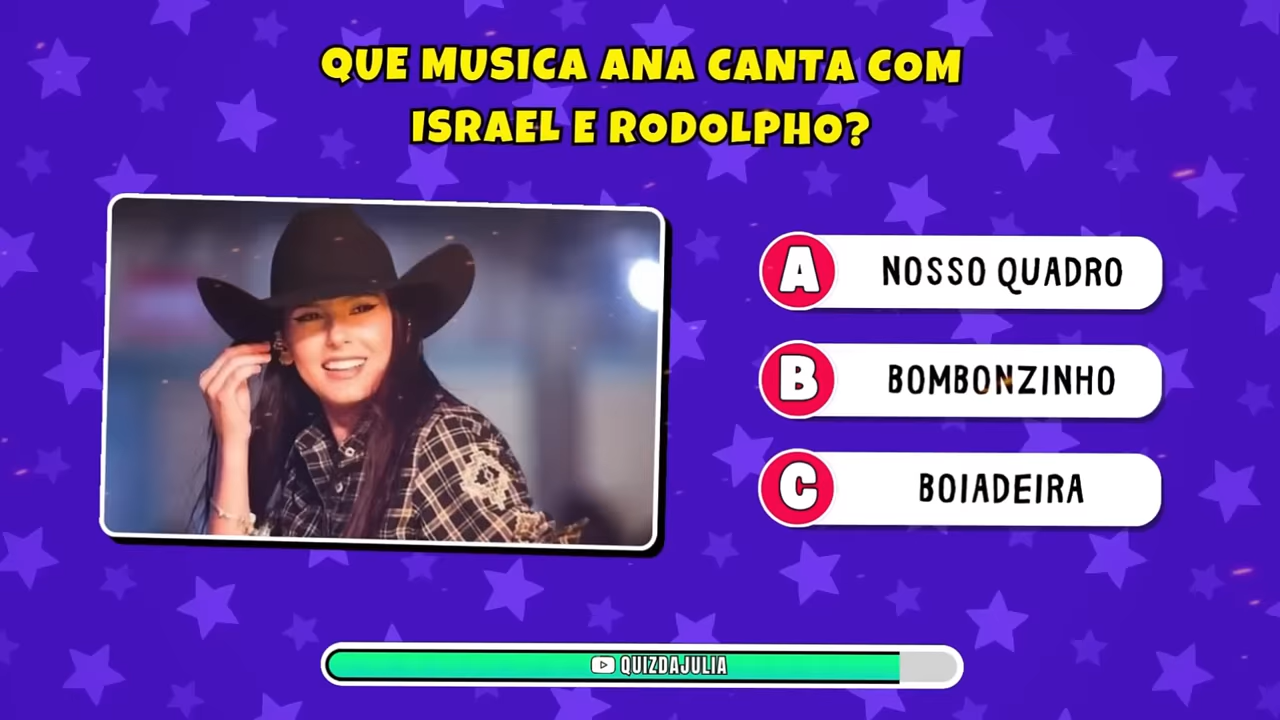 QUE MUSICA ANA CANTA COM
ISRAEL E RODOLPHO?
A NOSSO QUADRO
B BOMBONZINHO
C BOIADEIRA
QUIZDAJULIA